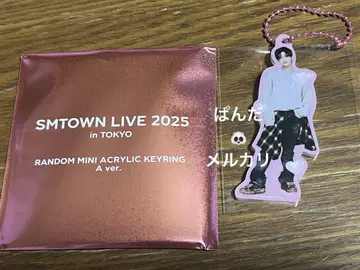 SMTOWN LIVE 2025
in TOKYO
RANDOM MINI ACRYLIC KEYRING
A ver.
ぱんだ
メルカリ